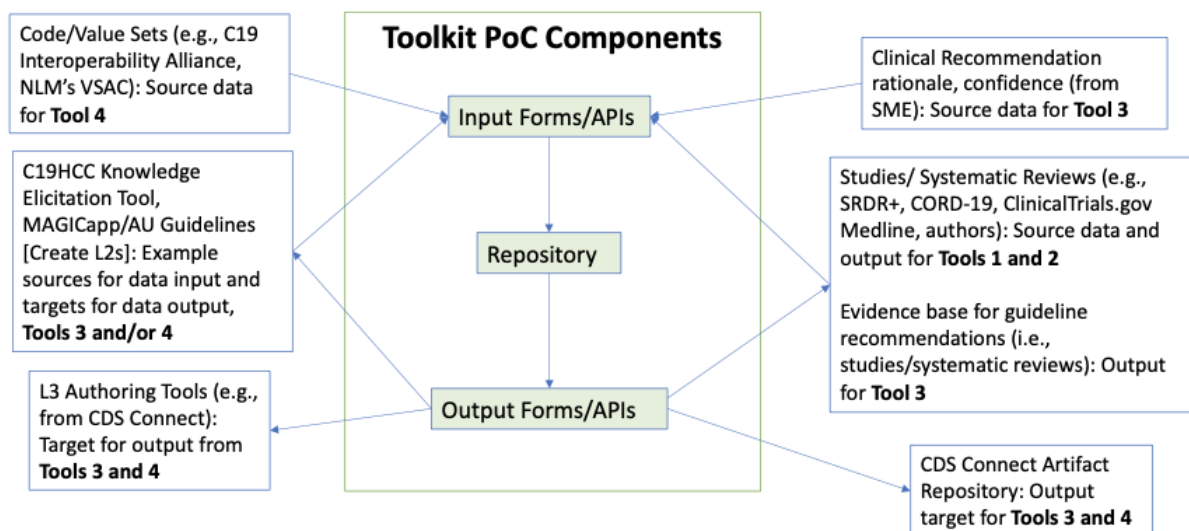 Toolkit PoC Components
Code/Value Sets (e.g., C19
Interoperability Alliance,
NLM's VSAC): Source data
for Tool 4
C19HCC Knowledge
Elicitation Tool,
MAGICapp/AU Guidelines
[Create L2s]: Example
sources for data input and
targets for data output,
Tools 3 and/or 4
L3 Authoring Tools (e.g.,
from CDS Connect):
Target for output from
Tools 3 and 4
Input Forms/APIs
Repository
Output Forms/APIs
Clinical Recommendation
rationale, confidence (from
SME): Source data for Tool 3
Studies/ Systematic Reviews (e.g.,
SRDR+, CORD-19, ClinicalTrials.gov
Medline, authors): Source data and
output for Tools 1 and 2
Evidence base for guideline
recommendations (i.e.,
studies/systematic reviews): Output
for Tool 3
CDS Connect Artifact
Repository: Output
target for Tools 3 and 4